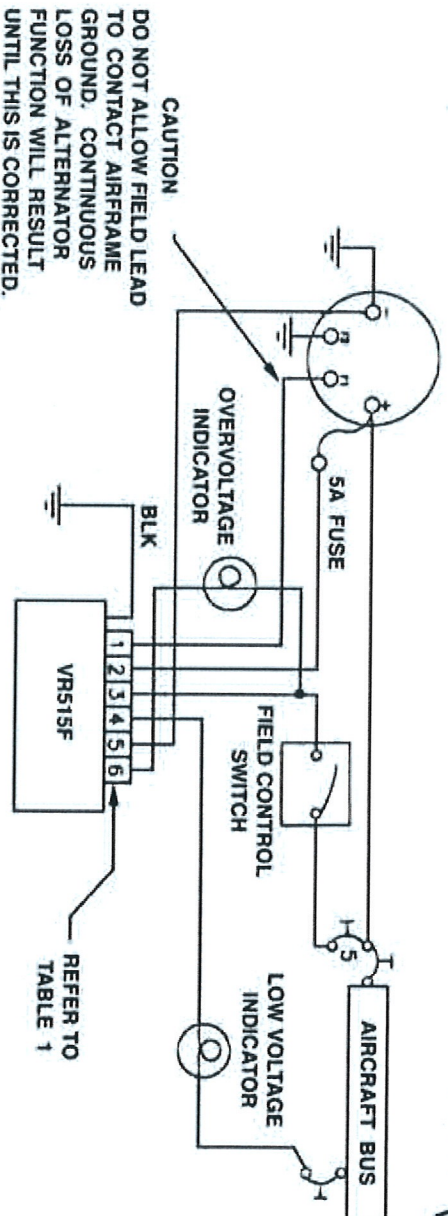 CAUTION
DO NOT ALLOW FIELD LEAD
TO CONTACT AIRFRAME
GROUND. CONTINUOUS
LOSS OF ALTERNATOR
FUNCTION WILL RESULT
UNTIL THIS IS CORRECTED.
-
F2
F1
+
5A FUSE
OVERVOLTAGE
INDICATOR
BLK
VR515F
1 2 3 4 5 6
FIELD CONTROL
SWITCH
5
AIRCRAFT BUS
LOW VOLTAGE
INDICATOR
REFER TO
TABLE 1